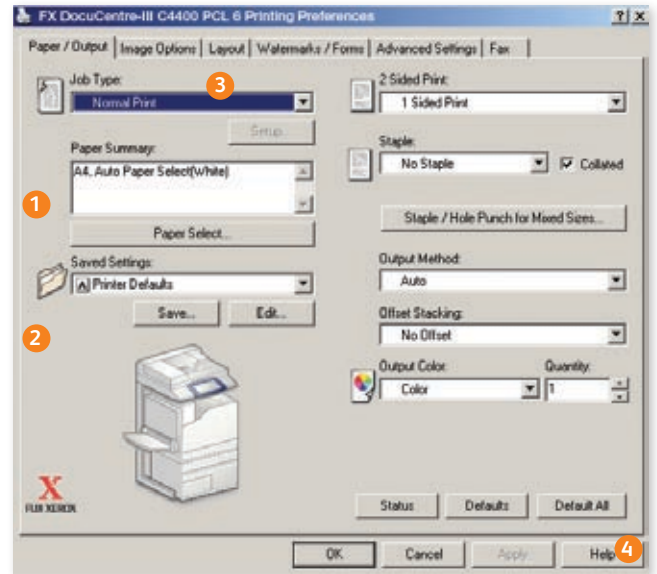 FX DocuCentre-III C4400 PCL 6 Printing Preferences
Paper / Output
Image Options
Layout
Watermarks / Forms
Advanced Settings
Fax
Job Type:
3
Normal Print
Setup...
Paper Summary:
A4, Auto Paper Select(White)
1
Paper Select...
Saved Settings:
Printer Defaults
Save...
Edit...
2
X
FUJI XEROX
2 Sided Print:
1 Sided Print
Staple:
No Staple
Collated
Staple / Hole Punch for Mixed Sizes...
Output Method:
Auto
Offset Stacking:
No Offset
Output Color:
Quantity:
Color
1
Status
Defaults
Default All
OK
Cancel
Apply
Help
4